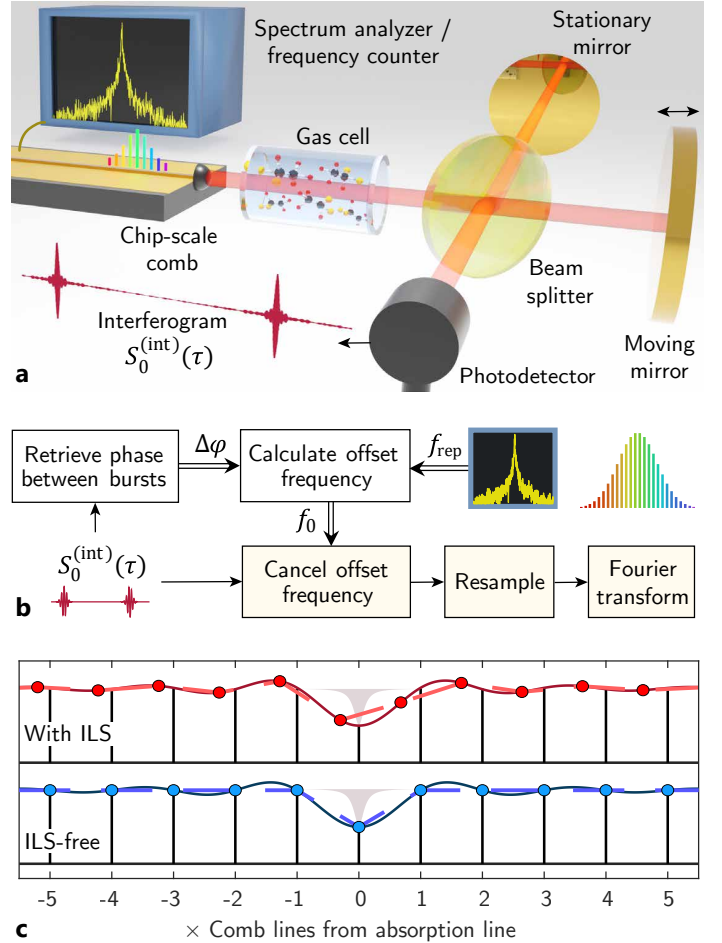 Spectrum analyzer /
frequency counter
Stationary
mirror
Gas cell
Chip-scale
comb
Beam
splitter
Interferogram
S₀⁽ⁱⁿᵗ⁾(τ)
Moving
mirror
Photodetector
a
Retrieve phase
between bursts
Δφ
Calculate offset
frequency
f_rep
f₀
S₀⁽ⁱⁿᵗ⁾(τ)
Cancel offset
frequency
Resample
Fourier
transform
b
With ILS
ILS-free
-5 -4 -3 -2 -1 0 1 2 3 4 5
c × Comb lines from absorption line